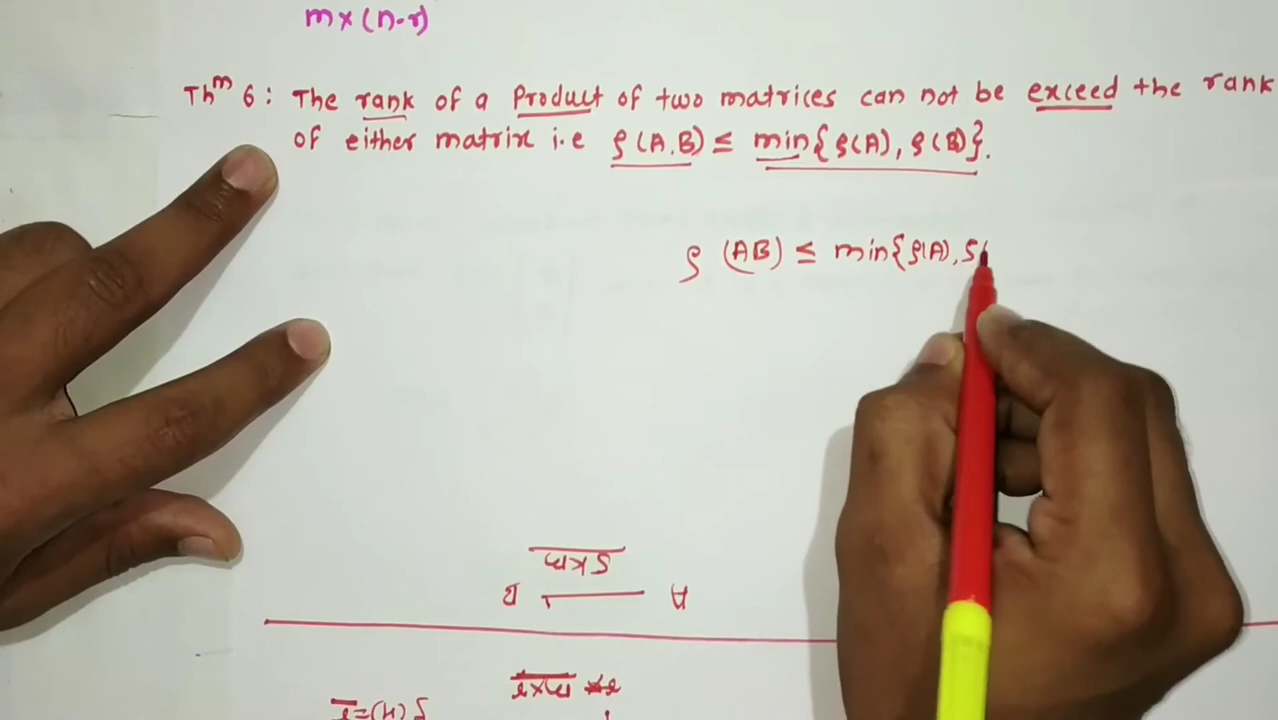 m×(n-r)
Thm 6: The rank of a Product of two matrices can not be exceed the rank
of either matrix i.e ρ(A.B) ≤ min{ρ(A), ρ(B)}.
ρ (AB) ≤ min{ρ(A), ρ(
A B